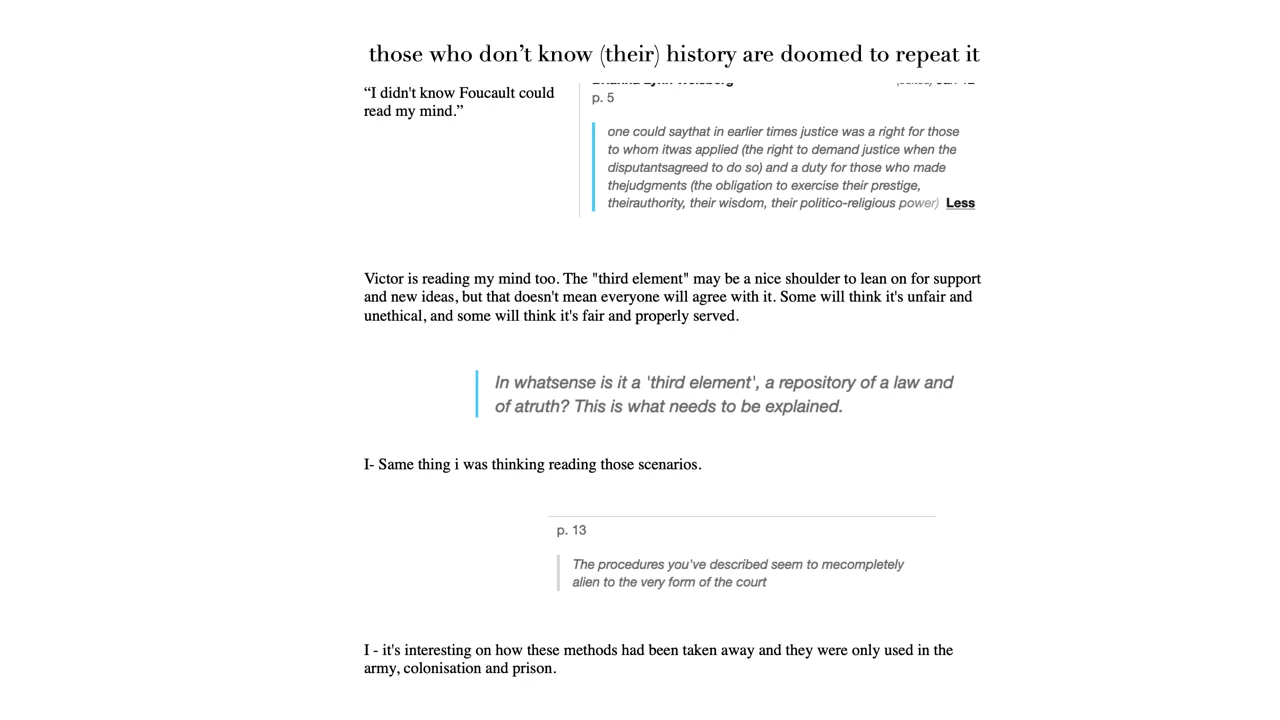 those who don’t know (their) history are doomed to repeat it
“I didn't know Foucault could
read my mind.”
p. 5
one could saythat in earlier times justice was a right for those
to whom itwas applied (the right to demand justice when the
disputantsagreed to do so) and a duty for those who made
thejudgments (the obligation to exercise their prestige,
theirauthority, their wisdom, their politico-religious power) Less
Victor is reading my mind too. The "third element" may be a nice shoulder to lean on for support
and new ideas, but that doesn't mean everyone will agree with it. Some will think it's unfair and
unethical, and some will think it's fair and properly served.
In whatsense is it a 'third element', a repository of a law and
of atruth? This is what needs to be explained.
I- Same thing i was thinking reading those scenarios.
p. 13
The procedures you've described seem to mecompletely
alien to the very form of the court
I - it's interesting on how these methods had been taken away and they were only used in the
army, colonisation and prison.